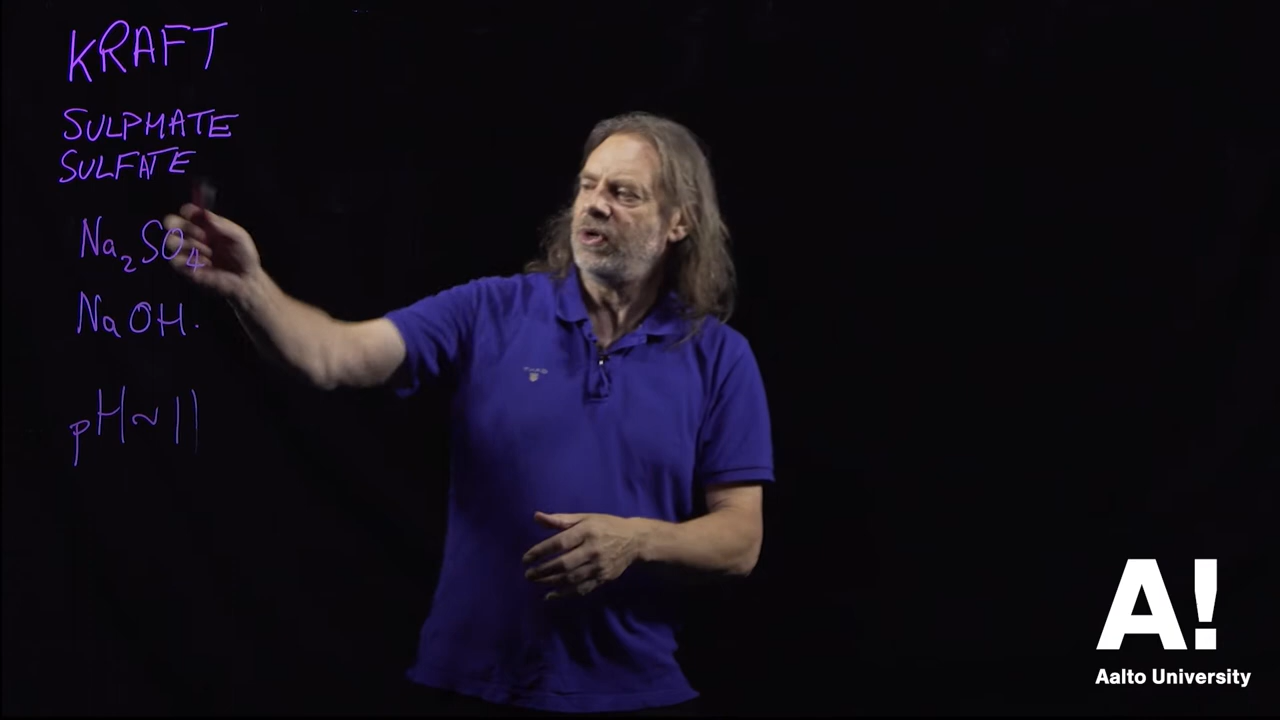 KRAFT
SULPHATE
SULFATE
Na₂SO₄
NaOH.
pH~11
A!
Aalto University